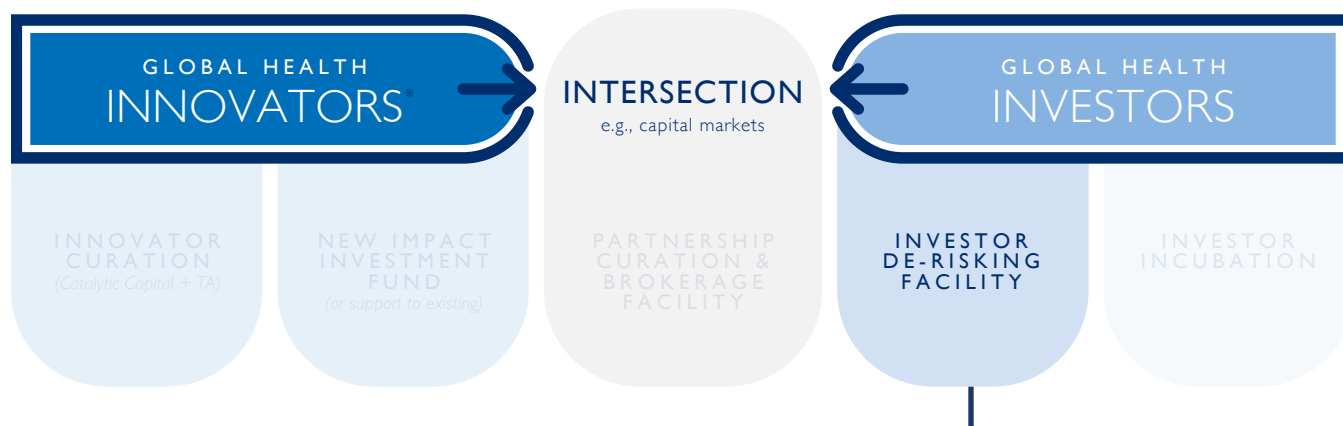 GLOBAL HEALTH
INNOVATORS*
INTERSECTION
e.g., capital markets
GLOBAL HEALTH
INVESTORS
INNOVATOR
CURATION
(Catalytic Capital + TA)
NEW IMPACT
INVESTMENT
FUND
(or support to existing)
PARTNERSHIP
CURATION &
BROKERAGE
FACILITY
INVESTOR
DE-RISKING
FACILITY
INVESTOR
INCUBATION